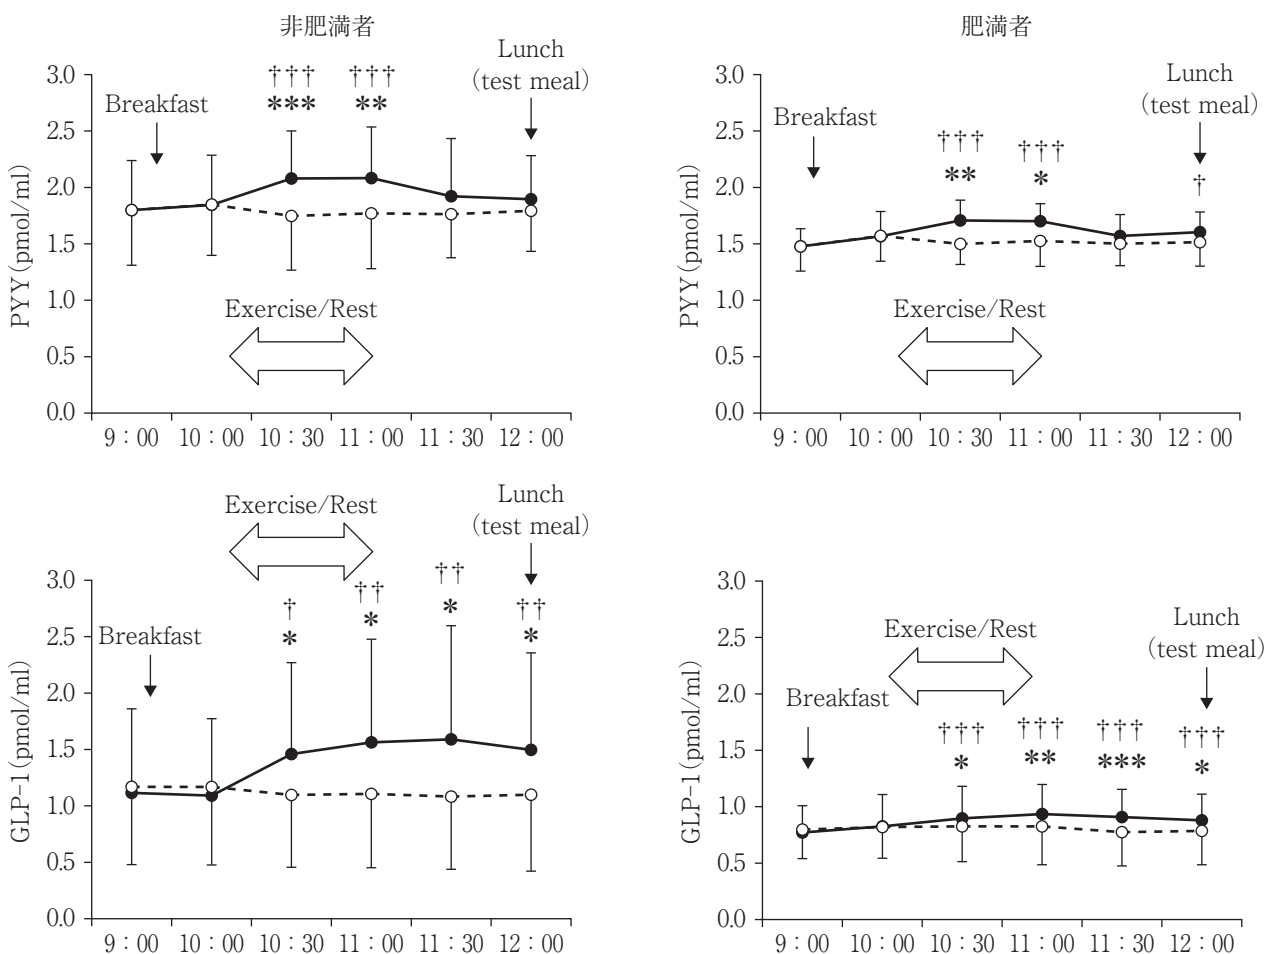 非肥満者
Lunch
(test meal)
Breakfast
†††
***
†††
**
3.0
2.5
2.0
1.5
1.0
0.5
0.0
PYY(pmol/ml)
Exercise/Rest
9:00 10:00 10:30 11:00 11:30 12:00
肥満者
Lunch
(test meal)
Breakfast
†††
**
†††
*
†
3.0
2.5
2.0
1.5
1.0
0.5
0.0
PYY(pmol/ml)
Exercise/Rest
9:00 10:00 10:30 11:00 11:30 12:00
Exercise/Rest
Lunch
(test meal)
Breakfast
†
*
††
*
††
*
††
*
3.0
2.5
2.0
1.5
1.0
0.5
0.0
GLP-1(pmol/ml)
9:00 10:00 10:30 11:00 11:30 12:00
Exercise/Rest
Lunch
(test meal)
Breakfast
†††
*
†††
**
†††
***
†††
*
3.0
2.5
2.0
1.5
1.0
0.5
0.0
GLP-1(pmol/ml)
9:00 10:00 10:30 11:00 11:30 12:00